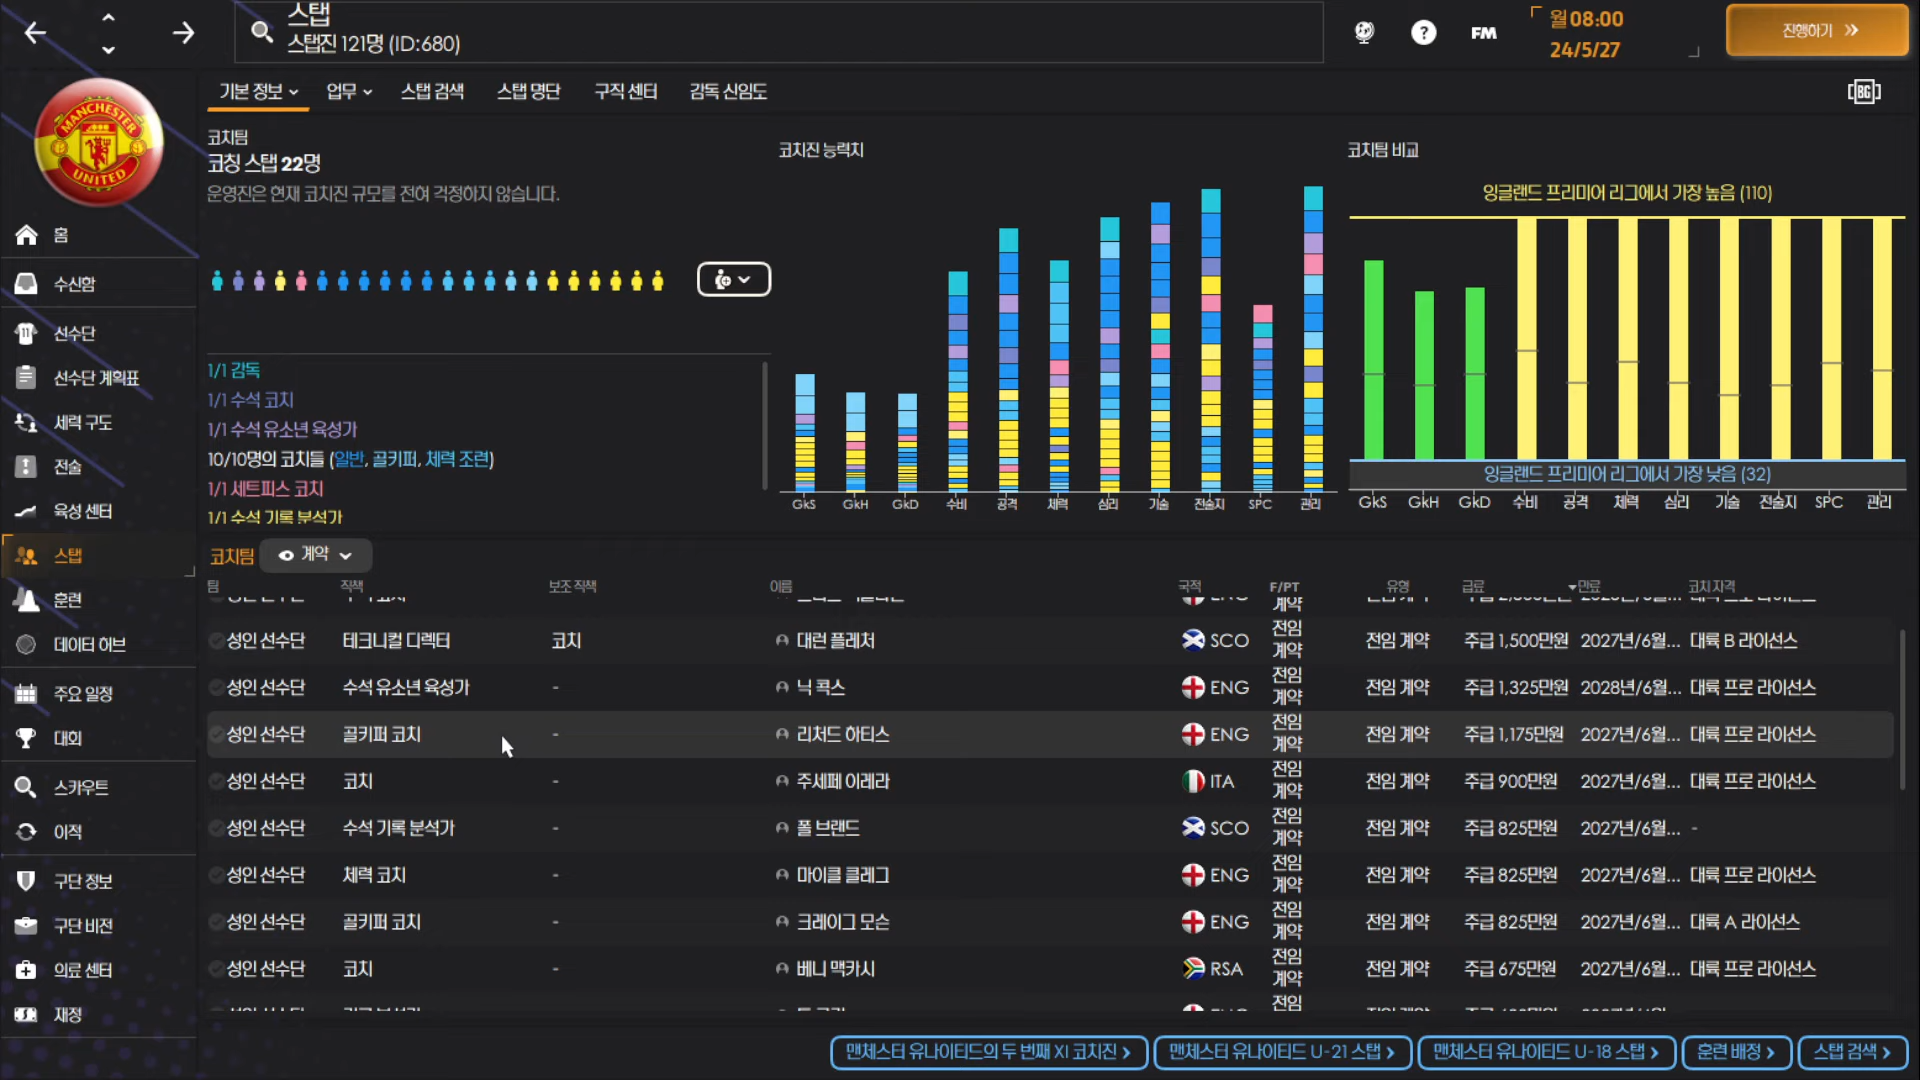 스탭
스탭진 121명 (ID:680)
?
FM
월 08:00
24/5/27
진행하기
MANCHESTER
UNITED
기본 정보
업무
스탭 검색
스탭 명단
구직 센터
감독 신임도
BG
홈
수신함
선수단
선수단 계획표
세력 구도
전술
육성 센터
스탭
훈련
데이터 허브
주요 일정
대회
스카우트
이적
구단 정보
구단 비전
의료 센터
재정
코치팀
코칭 스탭 22명
운영진은 현재 코치진 규모를 전혀 걱정하지 않습니다.
1/1 감독
1/1 수석 코치
1/1 수석 유소년 육성가
10/10명의 코치들 (일반, 골키퍼, 체력 조련)
1/1 세트피스 코치
1/1 수석 기록 분석가
코치진 능력치
GkS GkH GkD 수비 공격 체력 심리 기술 전술지 SPC 관리
코치팀 비교
잉글랜드 프리미어 리그에서 가장 높음 (110)
잉글랜드 프리미어 리그에서 가장 낮음 (32)
GkS GkH GkD 수비 공격 체력 심리 기술 전술지 SPC 관리
코치팀 계약
팀 직책 보조 직책 이름 국적 F/PT 유형 급료 만료 코치 자격
계약
성인 선수단 테크니컬 디렉터 코치 대런 플레처 SCO 전임 계약 전임 계약 주급 1,500만원 2027년/6월... 대륙 B 라이선스
성인 선수단 수석 유소년 육성가 - 닉 콕스 ENG 전임 계약 전임 계약 주급 1,325만원 2028년/6월... 대륙 프로 라이선스
성인 선수단 골키퍼 코치 - 리처드 하티스 ENG 전임 계약 전임 계약 주급 1,175만원 2027년/6월... 대륙 프로 라이선스
성인 선수단 코치 - 주세페 이레라 ITA 전임 계약 전임 계약 주급 900만원 2027년/6월... 대륙 프로 라이선스
성인 선수단 수석 기록 분석가 - 폴 브랜드 SCO 전임 계약 전임 계약 주급 825만원 2027년/6월... -
성인 선수단 체력 코치 - 마이클 클레그 ENG 전임 계약 전임 계약 주급 825만원 2027년/6월... 대륙 프로 라이선스
성인 선수단 골키퍼 코치 - 크레이그 모슨 ENG 전임 계약 전임 계약 주급 825만원 2027년/6월... 대륙 A 라이선스
성인 선수단 코치 - 베니 맥카시 RSA 전임 계약 전임 계약 주급 675만원 2027년/6월... 대륙 프로 라이선스
전임
맨체스터 유나이티드의 두 번째 XI 코치진
맨체스터 유나이티드 U-21 스탭
맨체스터 유나이티드 U-18 스탭
훈련 배정
스탭 검색